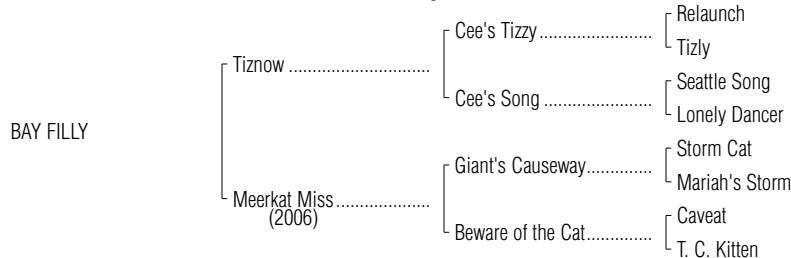 Relaunch
Cee's Tizzy........................
Tizly
Tiznow .............................
Seattle Song
Cee's Song .......................
Lonely Dancer
BAY FILLY
Storm Cat
Giant's Causeway..............
Mariah's Storm
Meerkat Miss....................
(2006)
Caveat
Beware of the Cat..............
T. C. Kitten